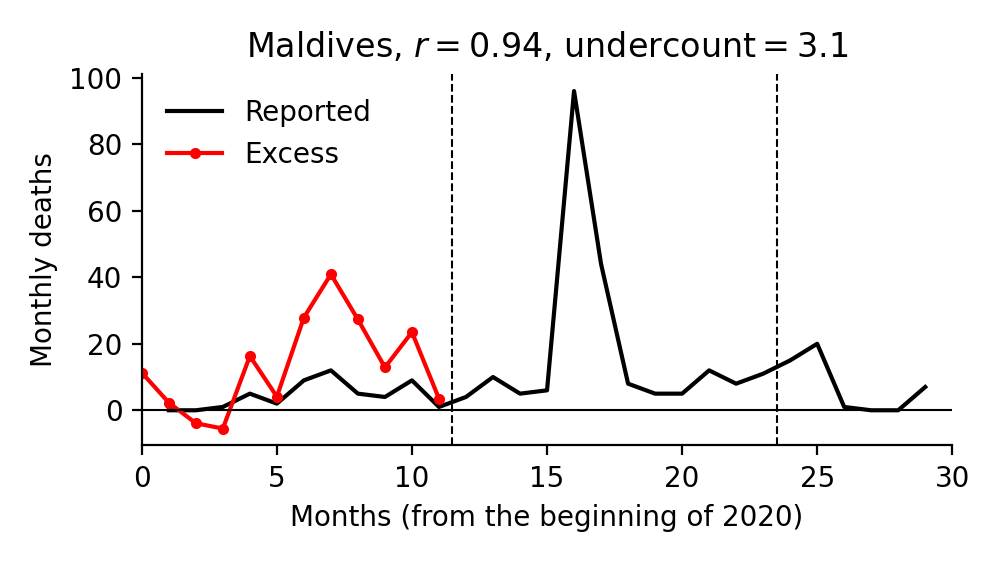 Maldives, r = 0.94, undercount = 3.1
Reported
Excess
Monthly deaths
100
80
60
40
20
0
0 5 10 15 20 25 30
Months (from the beginning of 2020)